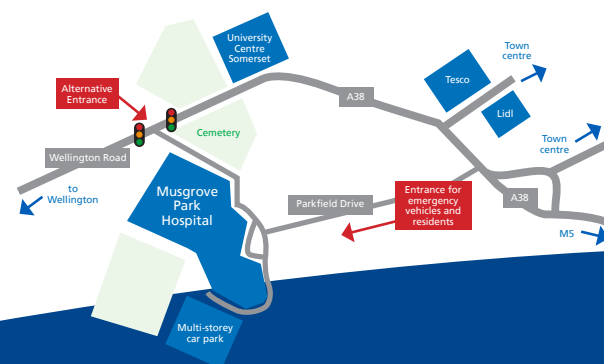 University
Centre
Somerset
Town
centre
Tesco
Alternative
Entrance
A38
Lidl
Cemetery
Town
centre
Wellington Road
to
Wellington
Musgrove
Park
Hospital
Parkfield Drive
Entrance for
emergency
vehicles and
residents
A38
M5
Multi-storey
car park